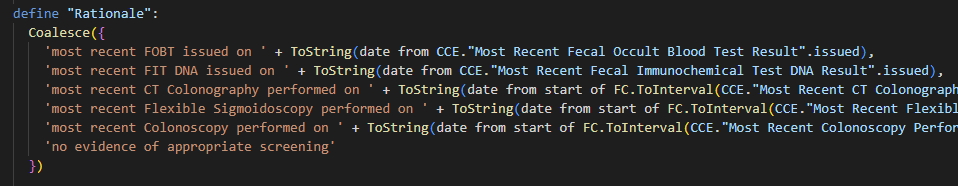 define "Rationale":
Coalesce({
'most recent FOBT issued on ' + ToString(date from CCE."Most Recent Fecal Occult Blood Test Result".issued),
'most recent FIT DNA issued on ' + ToString(date from CCE."Most Recent Fecal Immunochemical Test DNA Result".issued),
'most recent CT Colonography performed on ' + ToString(date from start of FC.ToInterval(CCE."Most Recent CT Colonograph
'most recent Flexible Sigmoidoscopy performed on ' + ToString(date from start of FC.ToInterval(CCE."Most Recent Flexibl
'most recent Colonoscopy performed on ' + ToString(date from start of FC.ToInterval(CCE."Most Recent Colonoscopy Perfor
'no evidence of appropriate screening'
})